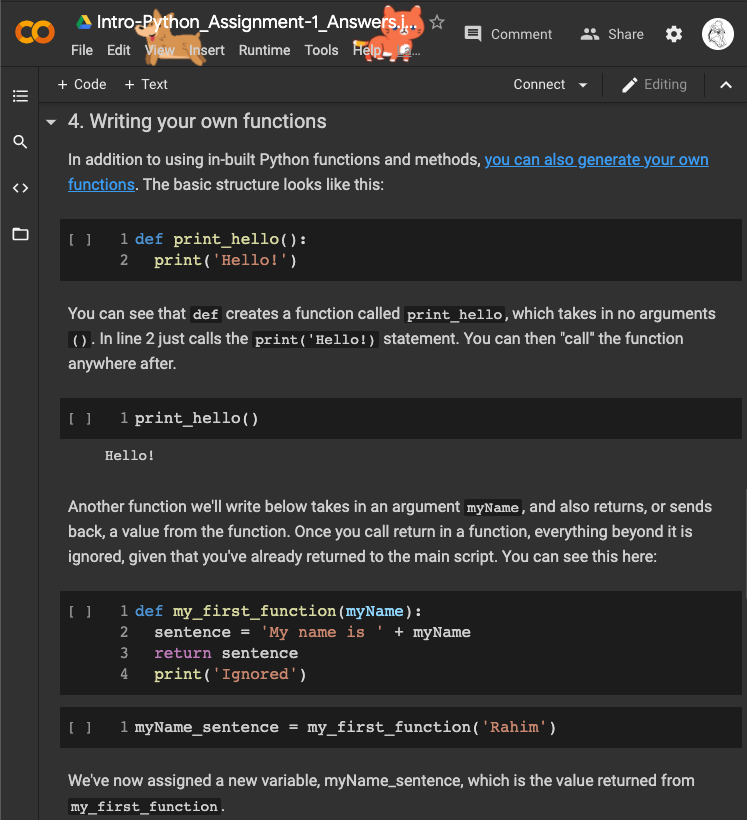 Intro-Python_Assignment-1_Answers.j...
File Edit View Insert Runtime Tools Help
Comment Share
+ Code + Text
Connect
Editing
4. Writing your own functions
In addition to using in-built Python functions and methods, you can also generate your own
functions. The basic structure looks like this:
[ ] 1 def print_hello():
2 print('Hello!')
You can see that def creates a function called print_hello, which takes in no arguments
(). In line 2 just calls the print('Hello!) statement. You can then "call" the function
anywhere after.
[ ] 1 print_hello()
Hello!
Another function we'll write below takes in an argument myName, and also returns, or sends
back, a value from the function. Once you call return in a function, everything beyond it is
ignored, given that you've already returned to the main script. You can see this here:
[ ] 1 def my_first_function(myName):
2 sentence = 'My name is ' + myName
3 return sentence
4 print('Ignored')
[ ] 1 myName_sentence = my_first_function('Rahim')
We've now assigned a new variable, myName_sentence, which is the value returned from
my_first_function.